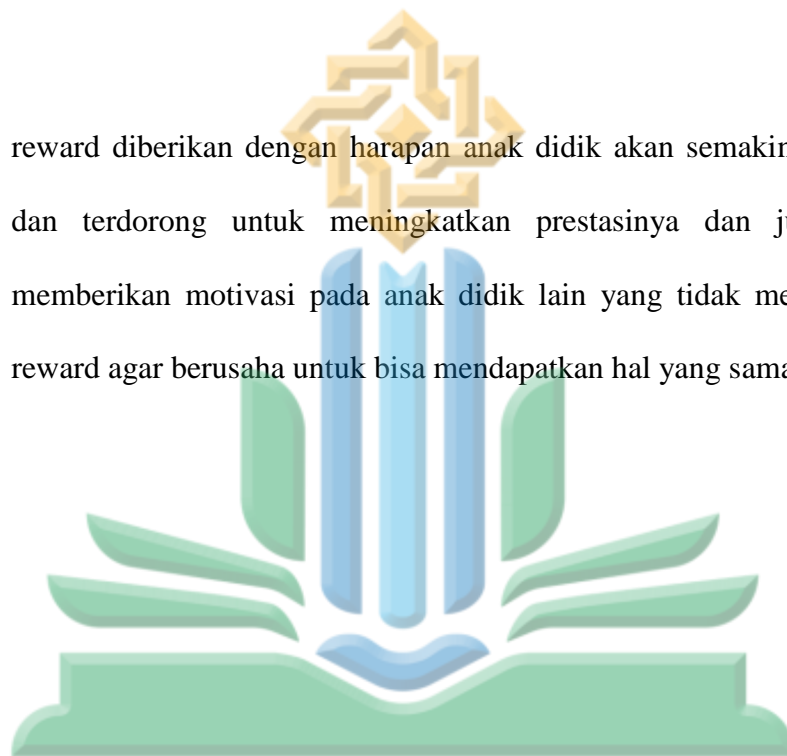 reward diberikan dengan harapan anak didik akan semakin
dan terdorong untuk meningkatkan prestasinya dan
memberikan motivasi pada anak didik lain yang tidak
reward agar berusaha untuk bisa mendapatkan hal yang sama